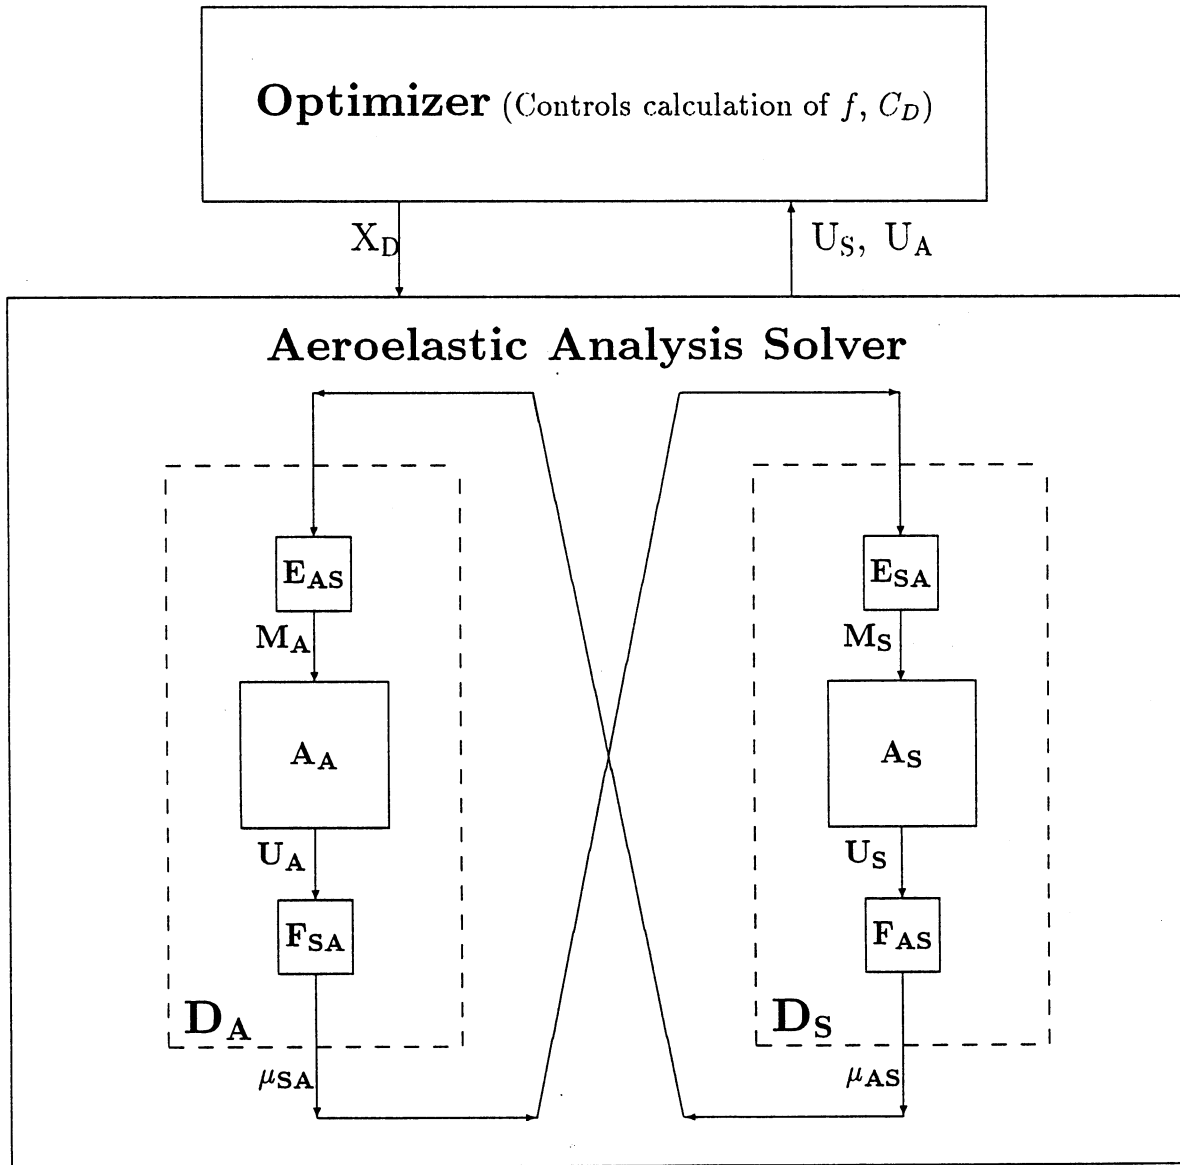 Optimizer (Controls calculation of f, C_D)
X_D
U_S, U_A
Aeroelastic Analysis Solver
E_AS
M_A
A_A
U_A
F_SA
D_A
μ_SA
E_SA
M_S
A_S
U_S
F_AS
D_S
μ_AS